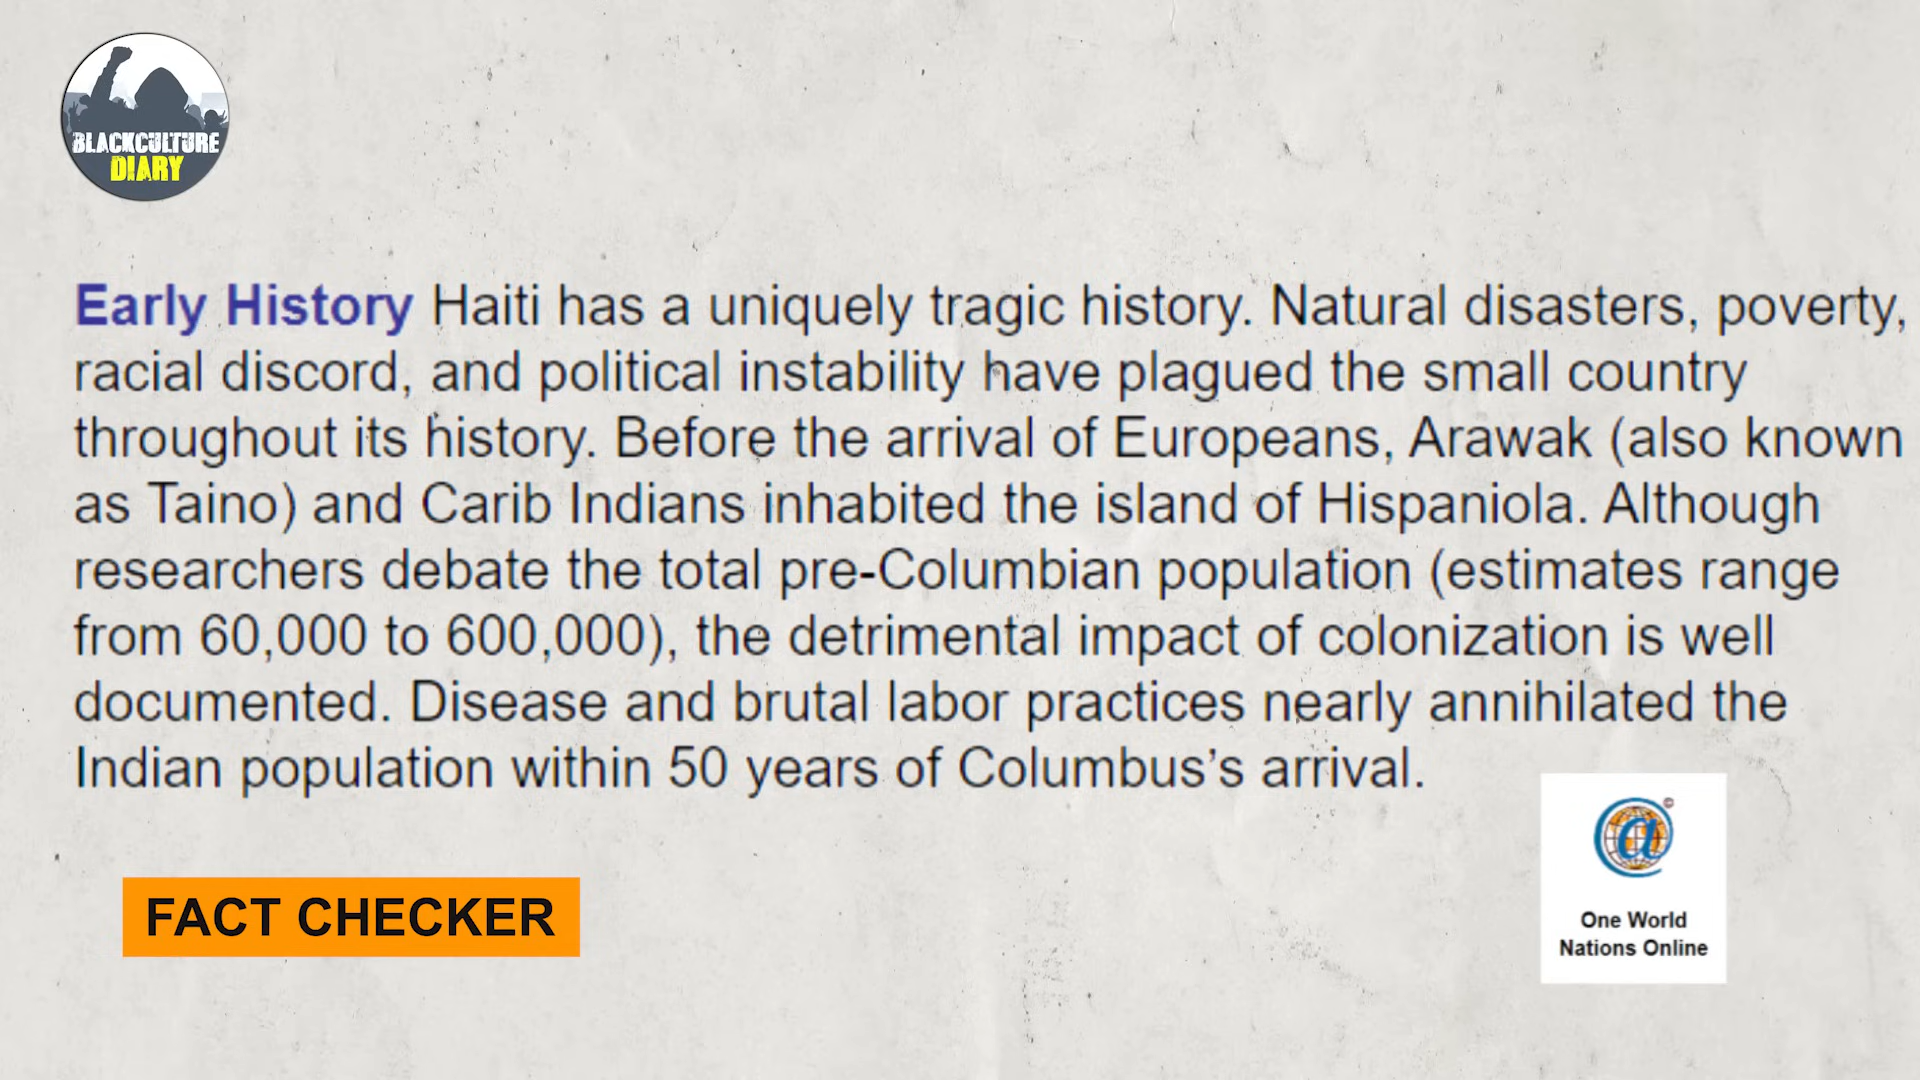 BLACKCULTURE
DIARY
Early History Haiti has a uniquely tragic history. Natural disasters, poverty,
racial discord, and political instability have plagued the small country
throughout its history. Before the arrival of Europeans, Arawak (also known
as Taino) and Carib Indians inhabited the island of Hispaniola. Although
researchers debate the total pre-Columbian population (estimates range
from 60,000 to 600,000), the detrimental impact of colonization is well
documented. Disease and brutal labor practices nearly annihilated the
Indian population within 50 years of Columbus’s arrival.
FACT CHECKER
@ ©
One World
Nations Online